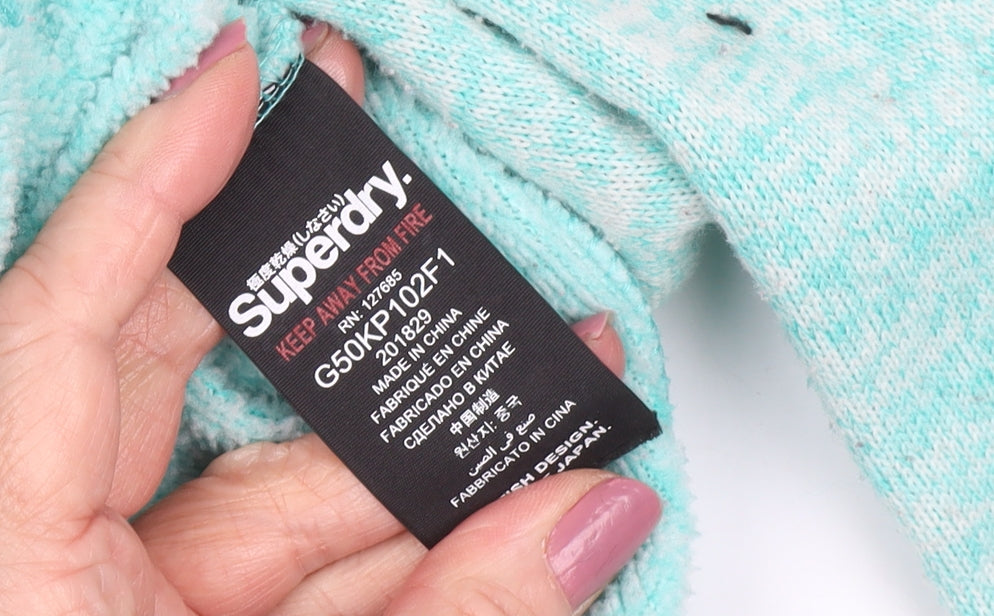 極度乾燥(しなさい)
Superdry.
KEEP AWAY FROM FIRE
RN: 127685
G50KP102F1
201829
MADE IN CHINA
FABRIQUÉ EN CHINE
FABRICADO EN CHINA
СДЕЛАНО В КИТАЕ
中国制造
원산지: 중국
صنع في الصين
FABBRICATO IN CHINA
DESIGN.
JAPAN.